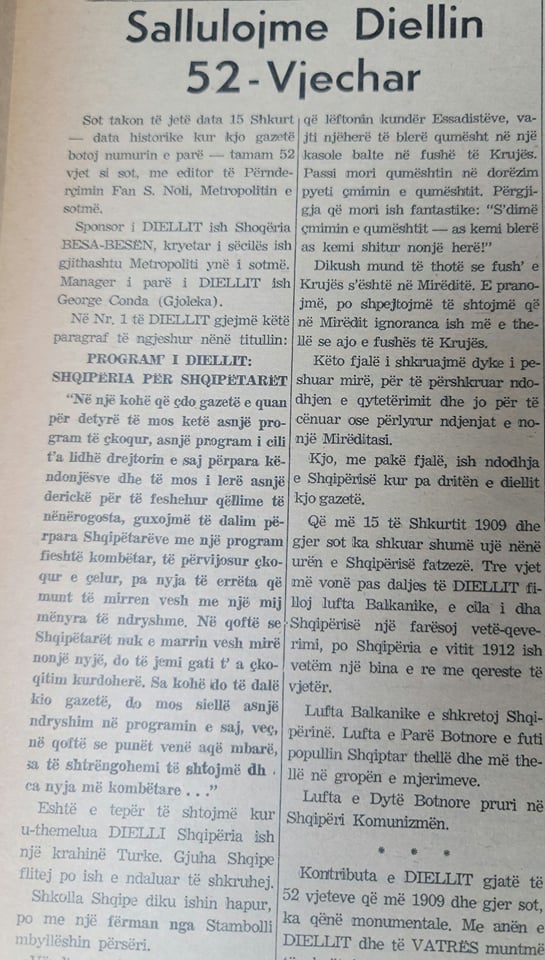 Sallulojme Diellin
52-Vjechar
Sot takon të jetë data 15 Shkurt
— data historike kur kjo gazetë
botoj numurin e parë — tamam 52
vjet si sot, me editor të Përnde-
rçimin Fan S. Noli, Metropolitin e
sotmë.
Sponsor i DIELLIT ish Shoqëria
BESA-BESËN, kryetar i sëcilës ish
gjithashtu Metropoliti ynë i sotmë.
Manager i parë i DIELLIT ish
George Conda (Gjoleka).
Në Nr. 1 të DIELLIT gjejmë këtë
paragraf të ngjeshur nënë titullin:
PROGRAM' I DIELLIT:
SHQIPËRIA PËR SHQIPËTARËT
"Në një kohë që çdo gazetë e quan
për detyrë të mos ketë asnjë pro-
gram të çkoqur, asnjë program i cili
t'a lidhë drejtorin e saj përpara kë-
ndonjësve dhe të mos i lerë asnjë
derickë për të feshehur qëllime të
nënërogosta, guxojmë të dalim pë-
rpara Shqipëtarëve me një program
fieshtë kombëtar, të përvijosur çko-
qur e çelur, pa nyja të errëta që
munt të mirren vesh me një mij
mënyra të ndryshme. Në qoftë se
Shqipëtarët nuk e marrin vesh mirë
nonjë nyjë, do të jemi gati t' a çko-
qitim kurdoherë. Sa kohë do të dalë
kio gazetë, do mos siellë asnjë
ndryshim në programin e saj, veç,
në qoftë se punët venë aqë mbarë,
sa të shtrëngohemi të shtojmë dh
ca nyja më kombëtare . . ."
Eshtë e tepër të shtojmë kur
u-themelua DIELLI Shqipëria ish
një krahinë Turke. Gjuha Shqipe
flitej po ish e ndaluar të shkruhej.
Shkolla Shqipe diku ishin hapur,
po me një fërman nga Stambolli
mbyllëshin përsëri.
që lëftonin kundër Essadistëve, va-
jti njëherë të blerë qumësht në një
kasole balte në fushë të Krujës.
Passi mori qumështin në dorëzim
pyeti çmimin e qumështit. Përgji-
gja që mori ish fantastike: "S'dimë
çmimin e qumështit — as kemi blerë
as kemi shitur nonjë herë!"
Dikush mund të thotë se fush' e
Krujës s'është në Mirëditë. E prano-
jmë, po shpejtojmë të shtojmë që
në Mirëdit ignoranca ish më e the-
llë se ajo e fushës të Krujës.
Këto fjalë i shkruajmë dyke i pe-
shuar mirë, për të përshkruar ndo-
dhjen e qytetërimit dhe jo për të
cënuar ose përlyrur ndjenjat e no-
një Mirëditasi.
Kjo, me pakë fjalë, ish ndodhja
e Shqipërisë kur pa dritën e diellit
kjo gazetë.
Që më 15 të Shkurtit 1909 dhe
gjer sot ka shkuar shumë ujë nënë
urën e Shqipërisë fatzezë. Tre vjet
më vonë pas daljes të DIELLIT fi-
lloj lufta Balkanike, e cila i dha
Shqipërisë një farësoj vetë-qeve-
rimi, po Shqipëria e vitit 1912 ish
vetëm një bina e re me qereste të
vjetër.
Lufta Balkanike e shkretoj Shqi-
përinë. Lufta e Parë Botnore e futi
popullin Shqiptar thellë dhe më the-
llë në gropën e mjerimeve.
Lufta e Dytë Botnore pruri në
Shqipëri Komunizmën.
* * *
Kontributa e DIELLIT gjatë të
52 vjeteve që më 1909 dhe gjer sot,
ka qënë monumentale. Me anën e
DIELLIT dhe të VATRËS muntmë